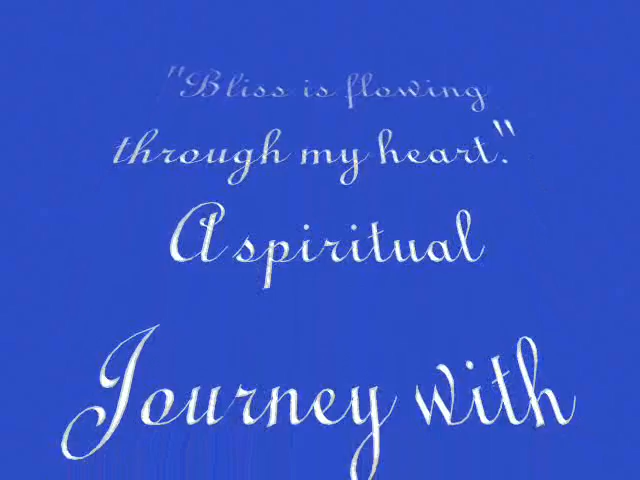 "Bliss is flowing
through my heart."
A spiritual
Journey with